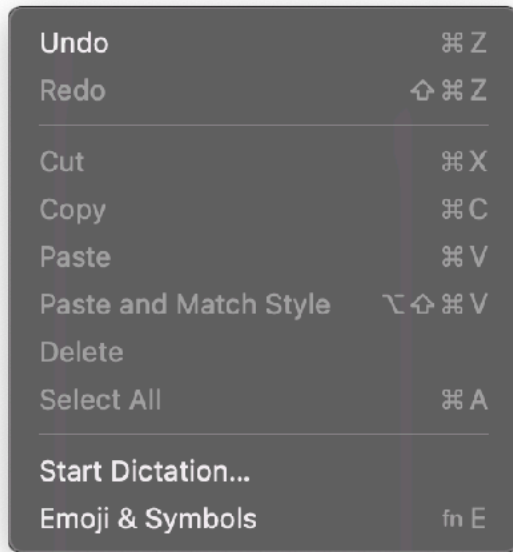 Undo ⌘ Z
Redo ⇧ ⌘ Z
Cut ⌘ X
Copy ⌘ C
Paste ⌘ V
Paste and Match Style ⌥ ⇧ ⌘ V
Delete
Select All ⌘ A
Start Dictation...
Emoji & Symbols fn E